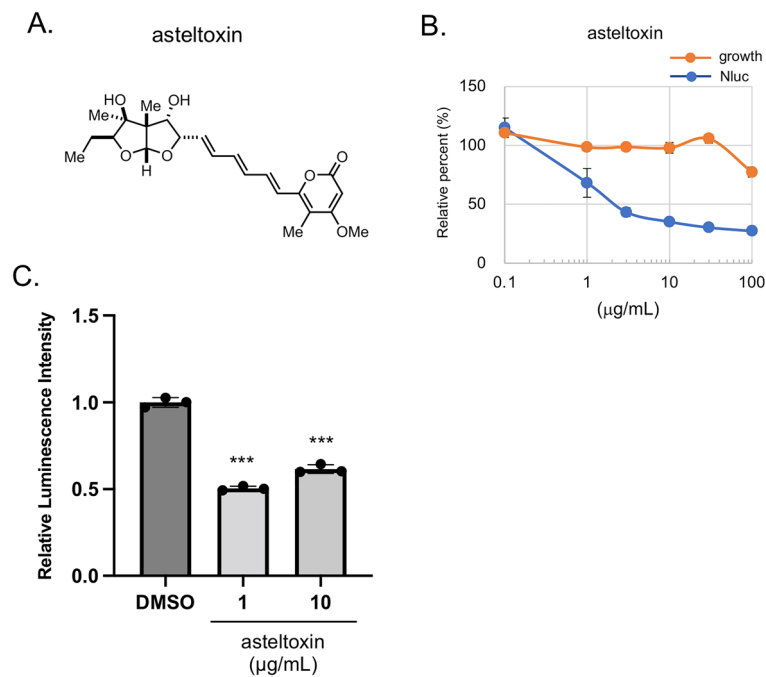 A.
asteltoxin
HO
OH
Me
Me
Me
O
O
H
O
O
Me
OMe
B.
asteltoxin
growth
Nluc
Relative percent (%)
150
100
50
0
0.1
1
10
100
(µg/mL)
C.
Relative Luminescence Intensity
1.5
1.0
0.5
0.0
***
***
DMSO
1
10
asteltoxin
(µg/mL)